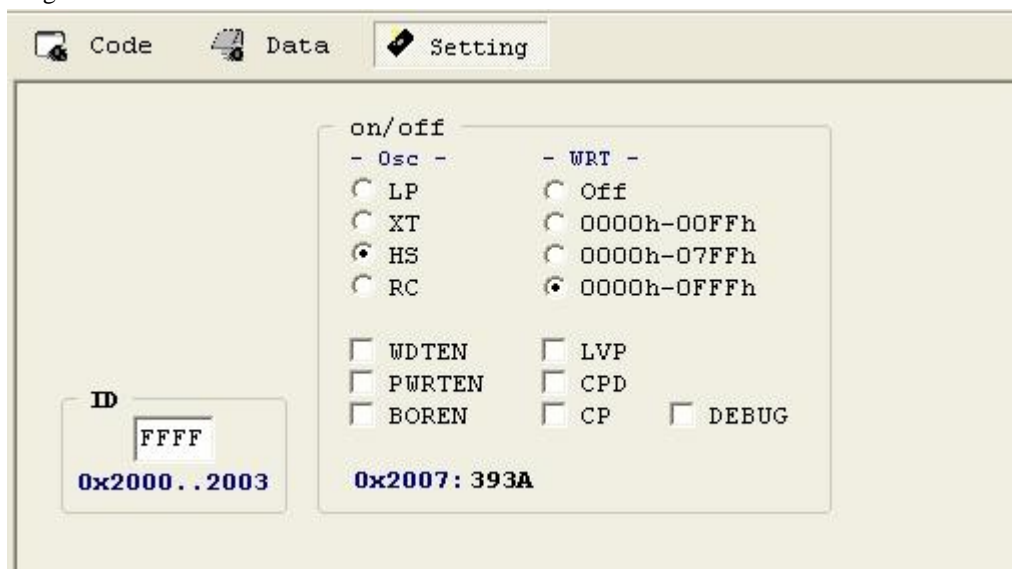 Code Data Setting
on/off
- Osc - - WRT -
LP Off
XT 0000h-00FFh
HS 0000h-07FFh
RC 0000h-0FFFh
WDTEN LVP
PWRTEN CPD
BOREN CP DEBUG
ID
FFFF
0x2000..2003
0x2007:393A